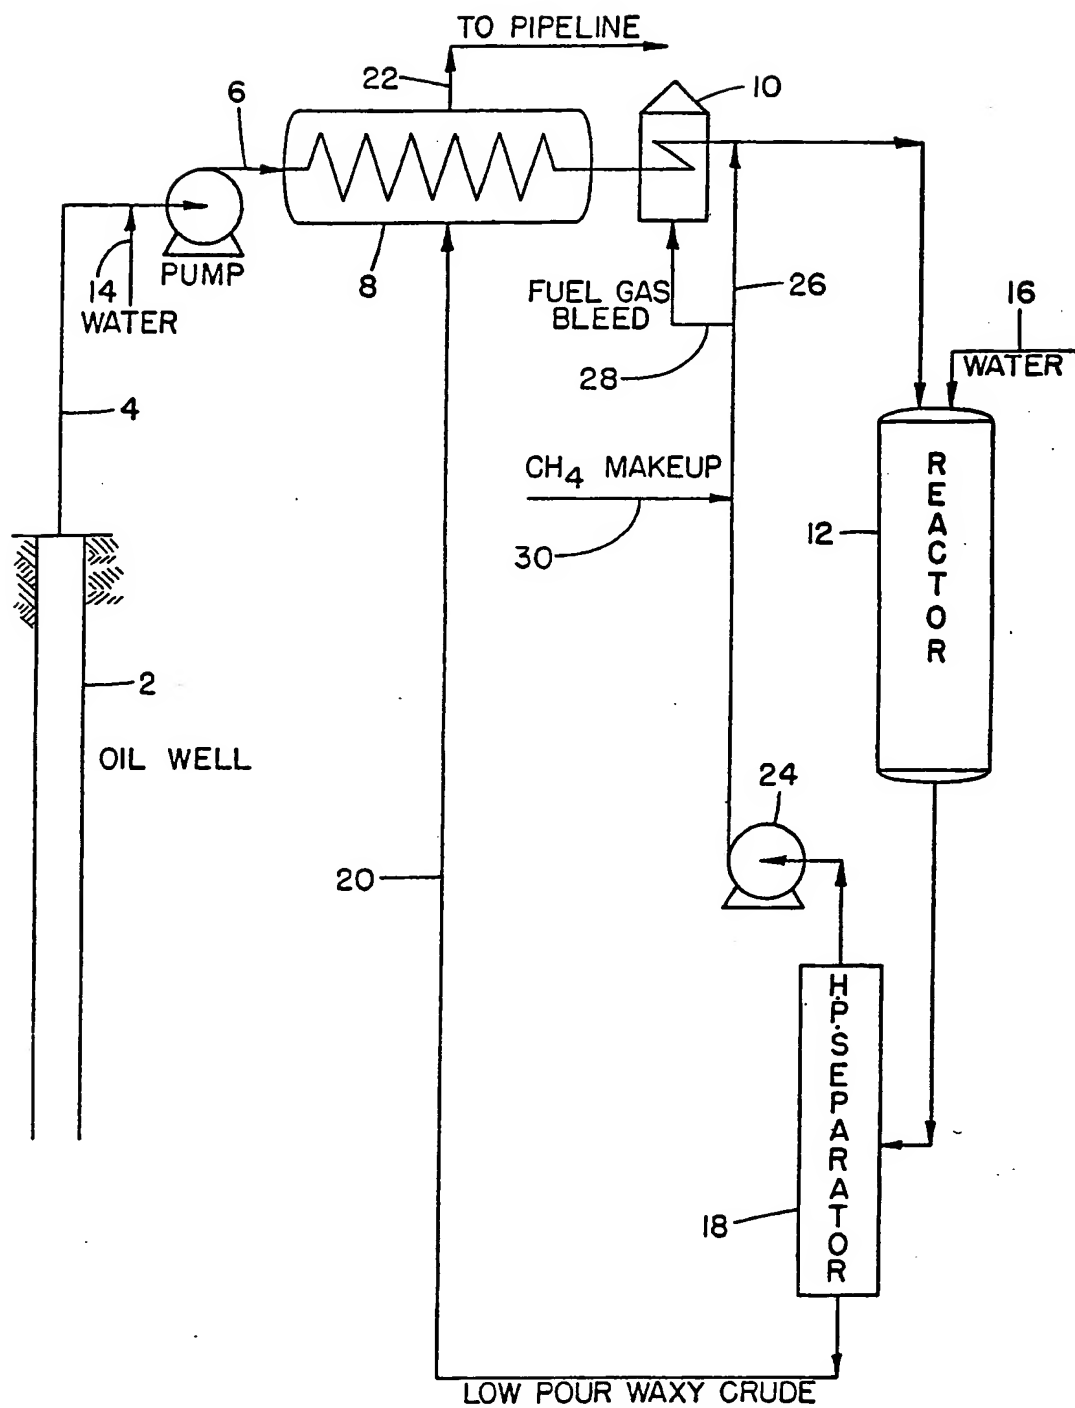 TO PIPELINE
22
6
10
PUMP
14
WATER
8
FUEL GAS
BLEED
26
16
WATER
28
4
CH₄ MAKEUP
30
REACTOR
12
2
OIL WELL
24
20
H.P. SEPARATOR
18
LOW POUR WAXY CRUDE